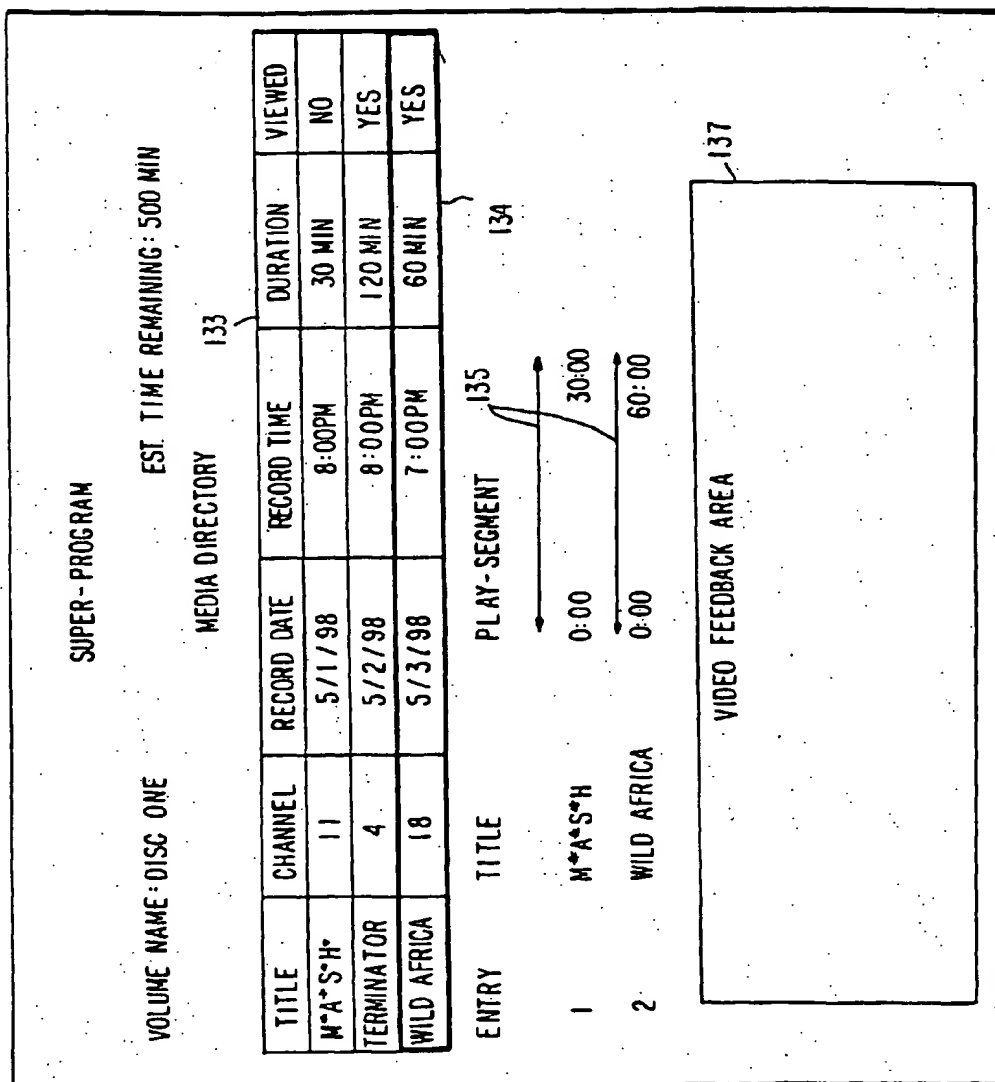 SUPER-PROGRAM
VOLUME NAME: DISC ONE EST. TIME REMAINING: 500 MIN
MEDIA DIRECTORY
133
TITLE CHANNEL RECORD DATE RECORD TIME DURATION VIEWED
M*A*S*H* 11 5/1/98 8:00PM 30 MIN NO
TERMINATOR 4 5/2/98 8:00PM 120 MIN YES
WILD AFRICA 18 5/3/98 7:00PM 60 MIN YES
134
ENTRY TITLE PLAY-SEGMENT
135
1 M*A*S*H 0:00 30:00
2 WILD AFRICA 0:00 60:00
137
VIDEO FEEDBACK AREA